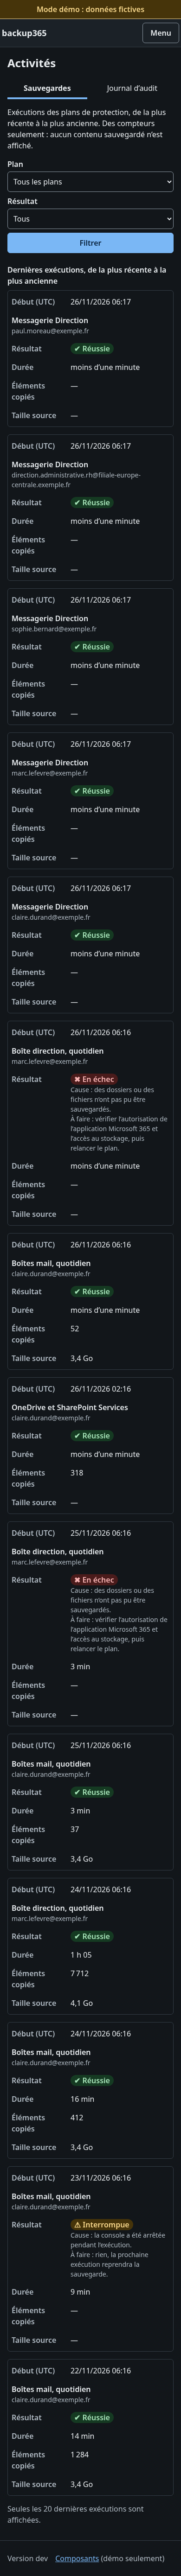 Mode démo : données fictives
backup365
Menu
Activités
Sauvegardes
Journal d'audit
Exécutions des plans de protection, de la plus
récente à la plus ancienne. Des compteurs
seulement : aucun contenu sauvegardé n'est
affiché.
Plan
Tous les plans
Résultat
Tous
Filtrer
Dernières exécutions, de la plus récente à la
plus ancienne
Début (UTC) 26/11/2026 06:17
Messagerie Direction
paul.moreau@exemple.fr
Résultat ✔ Réussie
Durée moins d'une minute
Éléments
copiés —
Taille source —
Début (UTC) 26/11/2026 06:17
Messagerie Direction
direction.administrative.rh@filiale-europe-
centrale.exemple.fr
Résultat ✔ Réussie
Durée moins d'une minute
Éléments
copiés —
Taille source —
Début (UTC) 26/11/2026 06:17
Messagerie Direction
sophie.bernard@exemple.fr
Résultat ✔ Réussie
Durée moins d'une minute
Éléments
copiés —
Taille source —
Début (UTC) 26/11/2026 06:17
Messagerie Direction
marc.lefevre@exemple.fr
Résultat ✔ Réussie
Durée moins d'une minute
Éléments
copiés —
Taille source —
Début (UTC) 26/11/2026 06:17
Messagerie Direction
claire.durand@exemple.fr
Résultat ✔ Réussie
Durée moins d'une minute
Éléments
copiés —
Taille source —
Début (UTC) 26/11/2026 06:16
Boîte direction, quotidien
marc.lefevre@exemple.fr
Résultat ✖ En échec
Cause : des dossiers ou des
fichiers n'ont pas pu être
sauvegardés.
À faire : vérifier l'autorisation de
l'application Microsoft 365 et
l'accès au stockage, puis
relancer le plan.
Durée moins d'une minute
Éléments
copiés —
Taille source —
Début (UTC) 26/11/2026 06:16
Boîtes mail, quotidien
claire.durand@exemple.fr
Résultat ✔ Réussie
Durée moins d'une minute
Éléments
copiés 52
Taille source 3,4 Go
Début (UTC) 26/11/2026 02:16
OneDrive et SharePoint Services
claire.durand@exemple.fr
Résultat ✔ Réussie
Durée moins d'une minute
Éléments
copiés 318
Taille source —
Début (UTC) 25/11/2026 06:16
Boîte direction, quotidien
marc.lefevre@exemple.fr
Résultat ✖ En échec
Cause : des dossiers ou des
fichiers n'ont pas pu être
sauvegardés.
À faire : vérifier l'autorisation de
l'application Microsoft 365 et
l'accès au stockage, puis
relancer le plan.
Durée 3 min
Éléments
copiés —
Taille source —
Début (UTC) 25/11/2026 06:16
Boîtes mail, quotidien
claire.durand@exemple.fr
Résultat ✔ Réussie
Durée 3 min
Éléments
copiés 37
Taille source 3,4 Go
Début (UTC) 24/11/2026 06:16
Boîte direction, quotidien
marc.lefevre@exemple.fr
Résultat ✔ Réussie
Durée 1 h 05
Éléments
copiés 7 712
Taille source 4,1 Go
Début (UTC) 24/11/2026 06:16
Boîtes mail, quotidien
claire.durand@exemple.fr
Résultat ✔ Réussie
Durée 16 min
Éléments
copiés 412
Taille source 3,4 Go
Début (UTC) 23/11/2026 06:16
Boîtes mail, quotidien
claire.durand@exemple.fr
Résultat ⚠ Interrompue
Cause : la console a été arrêtée
pendant l'exécution.
À faire : rien, la prochaine
exécution reprendra la
sauvegarde.
Durée 9 min
Éléments
copiés —
Taille source —
Début (UTC) 22/11/2026 06:16
Boîtes mail, quotidien
claire.durand@exemple.fr
Résultat ✔ Réussie
Durée 14 min
Éléments
copiés 1 284
Taille source 3,4 Go
Seules les 20 dernières exécutions sont
affichées.
Version dev Composants (démo seulement)